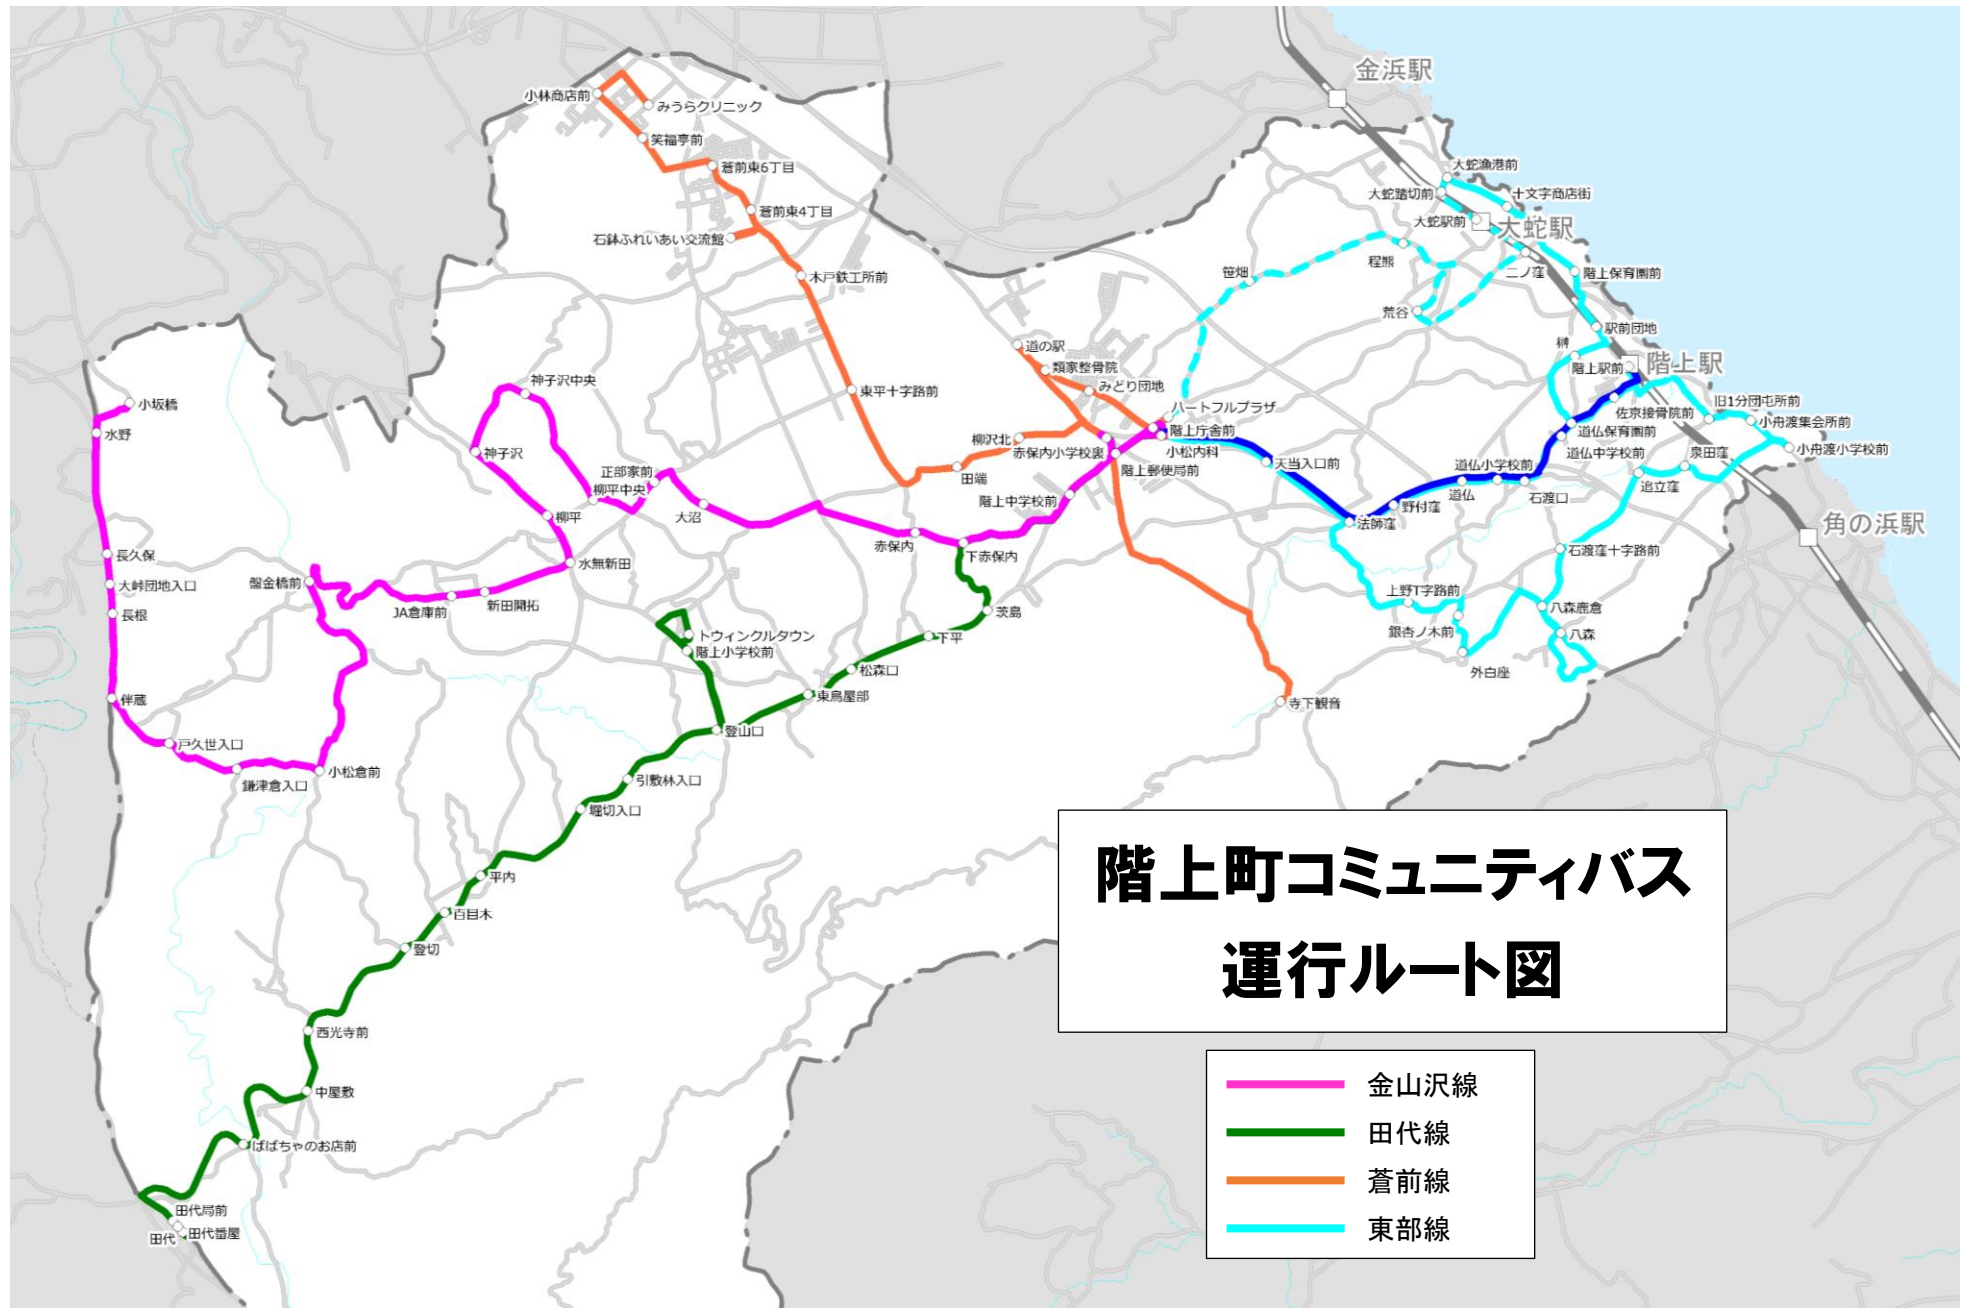 金浜駅
小林商店前
みうらクリニック
笑福亭前
蒼前東6丁目
大蛇漁港前
大蛇踏切前
十文字商店街
大蛇駅前
大蛇駅
蒼前東4丁目
石鉢ふれいあい交流館
木戸鉄工所前
笹畑
程熊
二ノ窪
階上保育園前
荒谷
駅前団地
榊
階上駅前
階上駅
道の駅
類家整骨院
みどり団地
神子沢中央
東平十字路前
小坂橋
ハートフルプラザ
階上庁舎前
佐京接骨院前
旧1分団屯所前
小舟渡集会所前
水野
柳沢北
赤保内小学校裏
小松内科
道仏保育園前
道仏中学校前
泉田窪
小舟渡小学校前
神子沢
正部家前
柳平中央
田端
階上郵便局前
天当入口前
道仏小学校前
追立窪
大沼
階上中学校前
道仏
石渡口
野付窪
法師窪
角の浜駅
柳平
赤保内
下赤保内
石渡窪十字路前
長久保
水無新田
大峠団地入口
盤金橋前
長根
JA倉庫前
新田開拓
茨島
上野T字路前
八森鹿倉
銀杏ノ木前
八森
トウィンクルタウン
階上小学校前
下平
松森口
外白座
伴蔵
東鳥屋部
寺下観音
戸久世入口
登山口
鎌津倉入口
小松倉前
引敷林入口
堀切入口
平内
百目木
登切
西光寺前
中屋敷
ばばちゃのお店前
田代局前
田代
田代番屋
階上町コミュニティバス
運行ルート図
金山沢線
田代線
蒼前線
東部線